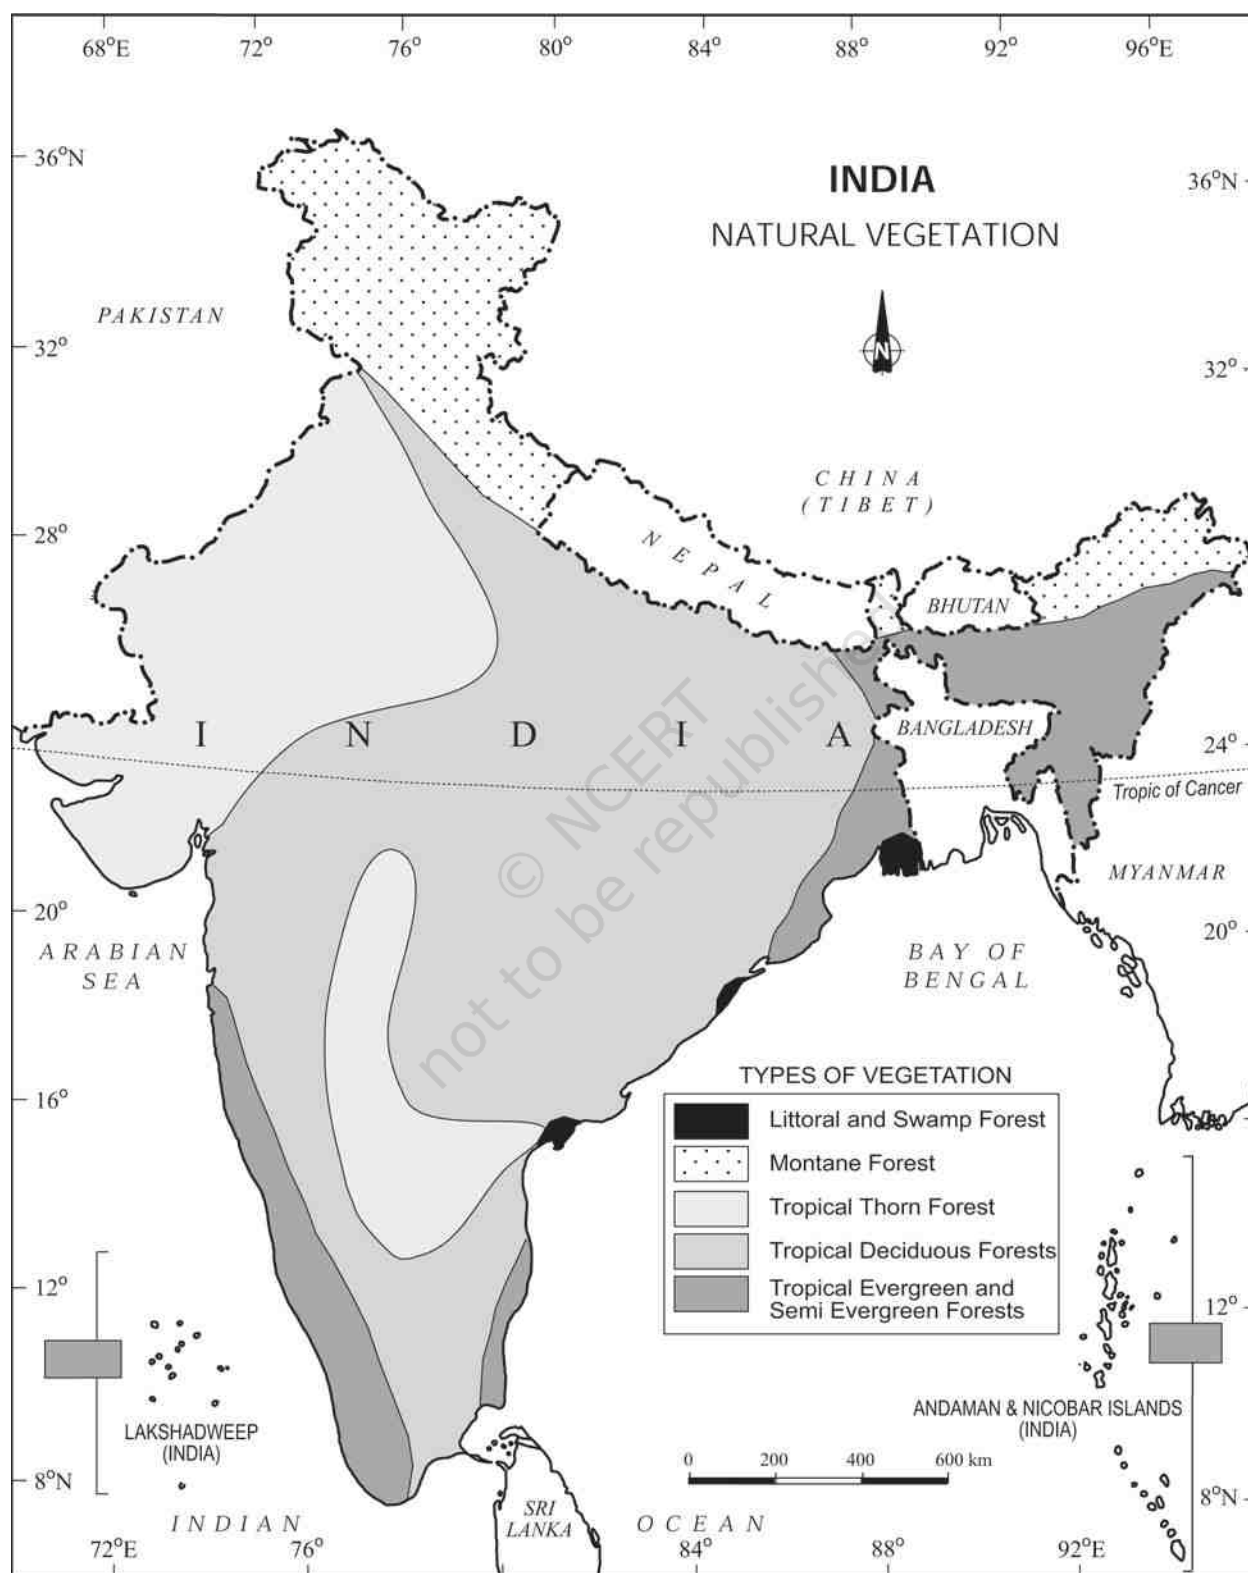 68°E 72° 76° 80° 84° 88° 92° 96°E
36°N
INDIA
36°N
NATURAL VEGETATION
PAKISTAN
N
32°
32°
CHINA
(TIBET)
28°
NEPAL
BHUTAN
INDIA
BANGLADESH
24°
Tropic of Cancer
© NCERT
not to be republished
MYANMAR
20°
20°
ARABIAN
SEA
BAY OF
BENGAL
TYPES OF VEGETATION
Littoral and Swamp Forest
Montane Forest
Tropical Thorn Forest
Tropical Deciduous Forests
Tropical Evergreen and
Semi Evergreen Forests
16°
12°
12°
LAKSHADWEEP
(INDIA)
ANDAMAN & NICOBAR ISLANDS
(INDIA)
0 200 400 600 km
8°N
8°N
SRI
LANKA
INDIAN OCEAN
72°E 76° 84° 88° 92°E